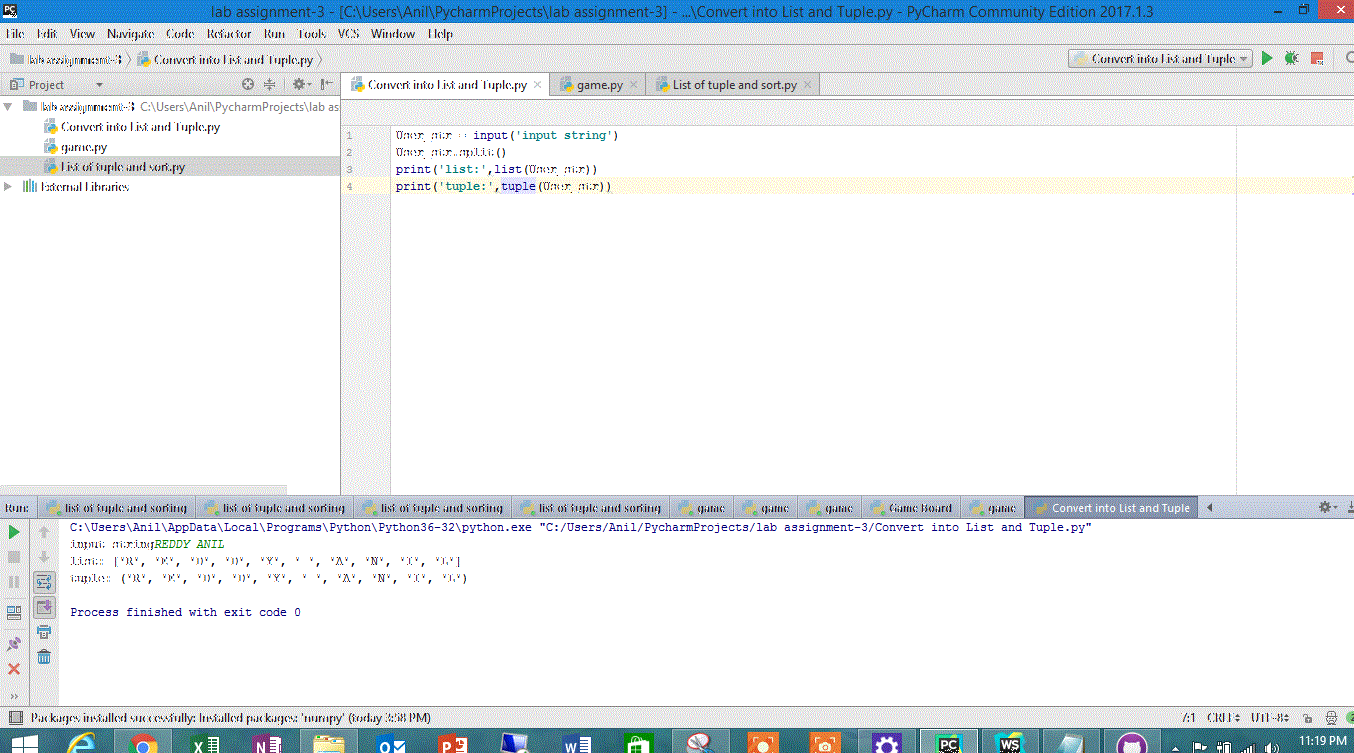 lab assignment-3 - [C:\Users\Anil\PycharmProjects\lab assignment-3] - ...\Convert into List and Tuple.py - PyCharm Community Edition 2017.1.3
File Edit View Navigate Code Refactor Run Tools VCS Window Help
lab assignment-3 Convert into List and Tuple.py
Convert into List and Tuple
Project
Convert into List and Tuple.py game.py List of tuple and sort.py
lab assignment-3 C:\Users\Anil\PycharmProjects\lab as
Convert into List and Tuple.py
game.py
List of tuple and sort.py
External Libraries
1 User_str = input('input string')
2 User_str.split()
3 print('list:',list(User_str))
4 print('tuple:',tuple(User_str))
Run: list of tuple and sorting list of tuple and sorting list of tuple and sorting list of tuple and sorting game game game Game Board game Convert into List and Tuple
C:\Users\Anil\AppData\Local\Programs\Python\Python36-32\python.exe "C:/Users/Anil/PycharmProjects/lab assignment-3/Convert into List and Tuple.py"
input stringREDDY ANIL
list: ['R', 'E', 'D', 'D', 'Y', ' ', 'A', 'N', 'I', 'L']
tuple: ('R', 'E', 'D', 'D', 'Y', ' ', 'A', 'N', 'I', 'L')
Process finished with exit code 0
Packages installed successfully: Installed packages: 'numpy' (today 3:58 PM)
7:1 CRLF UTF-8
PC WS
11:19 PM